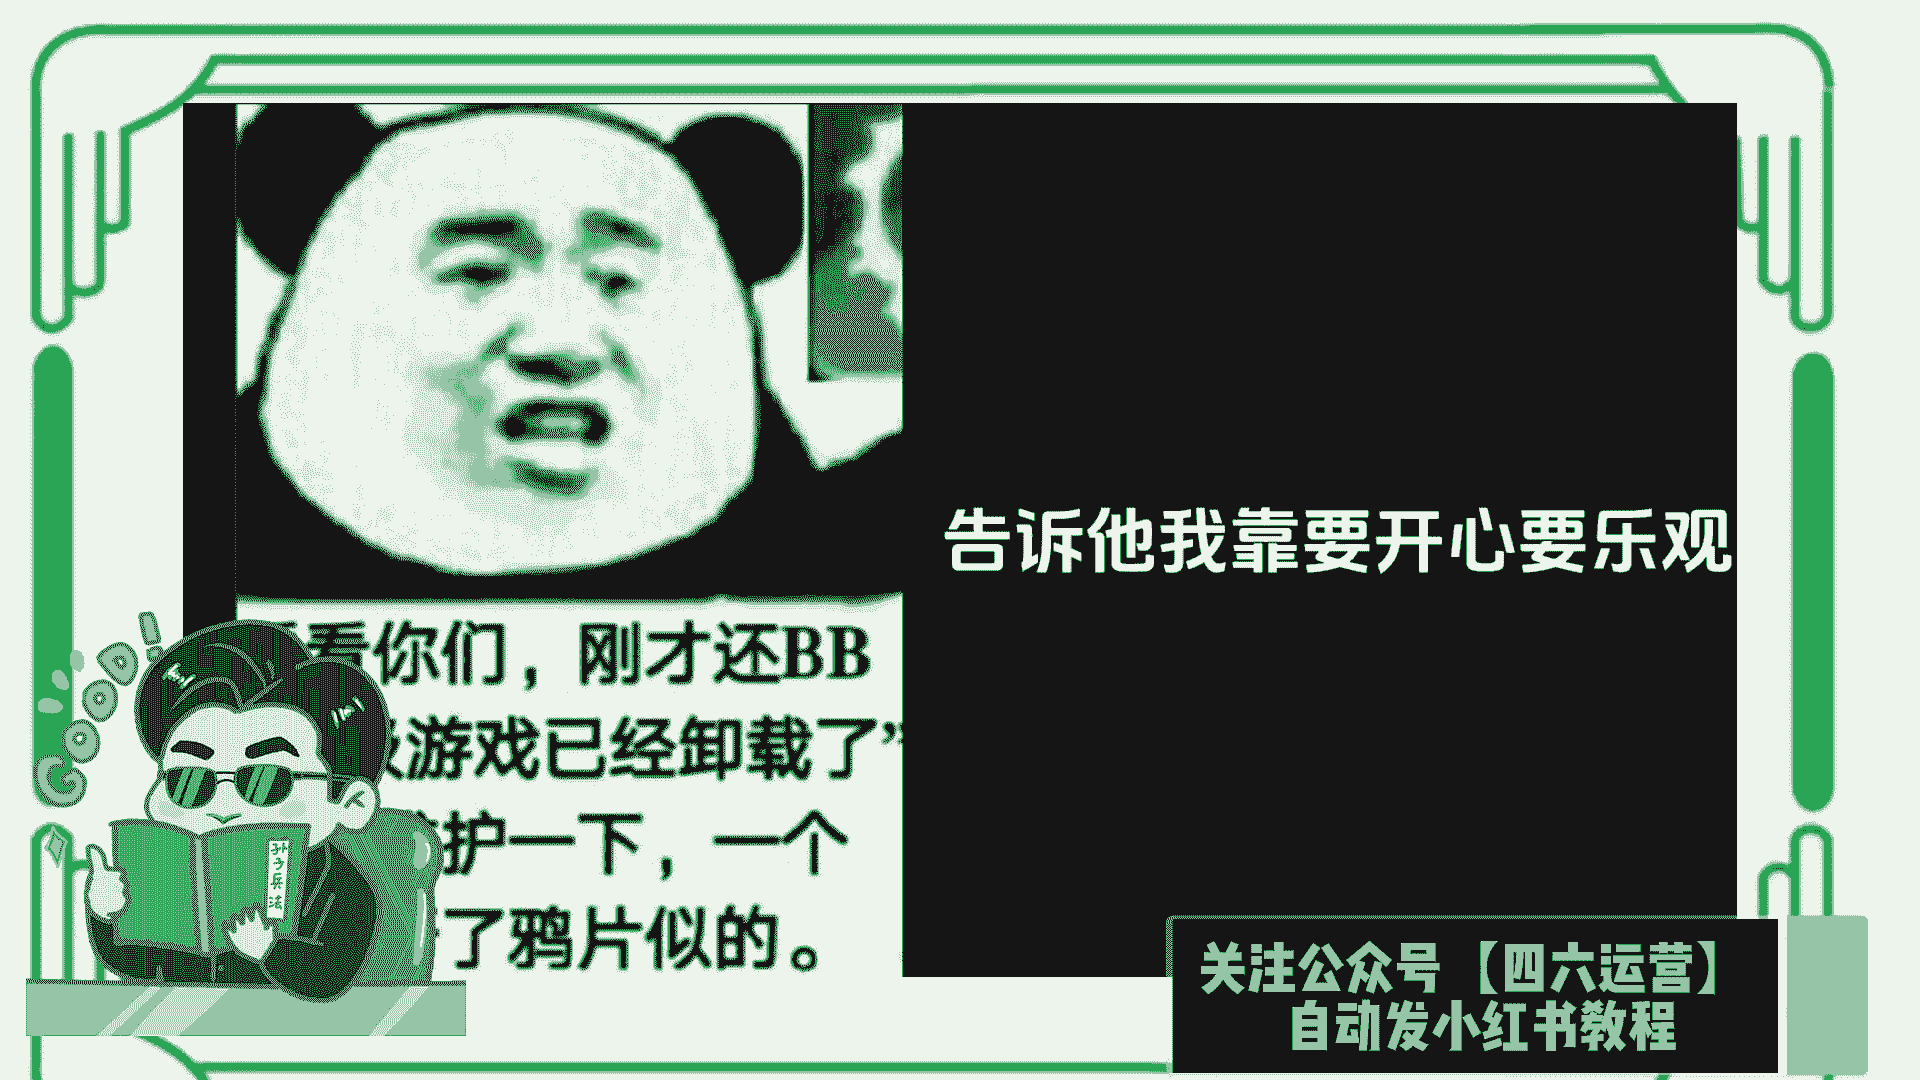 告诉他我靠要开心要乐观
看你们，刚才还BB
游戏已经卸载了”
护一下，一个
了鸦片似的。
GOOD!
孙子兵法
关注公众号【四六运营】
自动发小红书教程